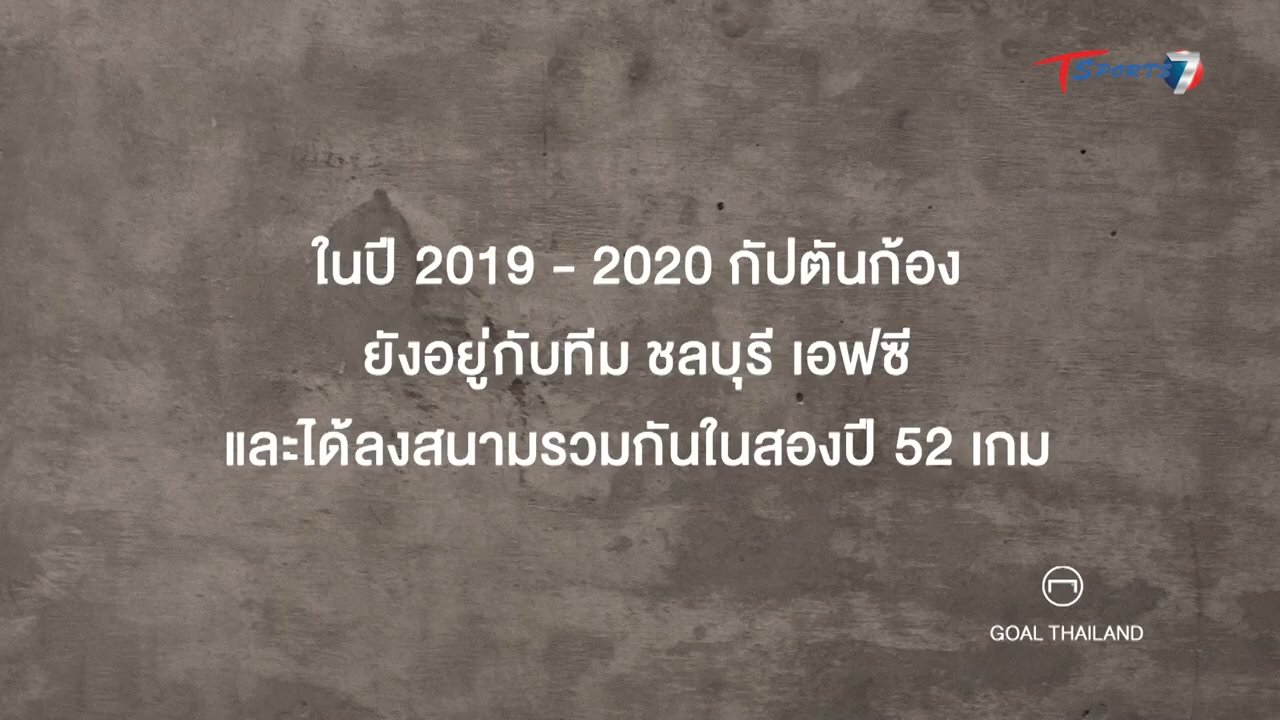 TSPORTS7
ในปี 2019 - 2020 กัปตันก้อง
ยังอยู่กับทีม ชลบุรี เอฟซี
และได้ลงสนามรวมกันในสองปี 52 เกม
GOAL THAILAND